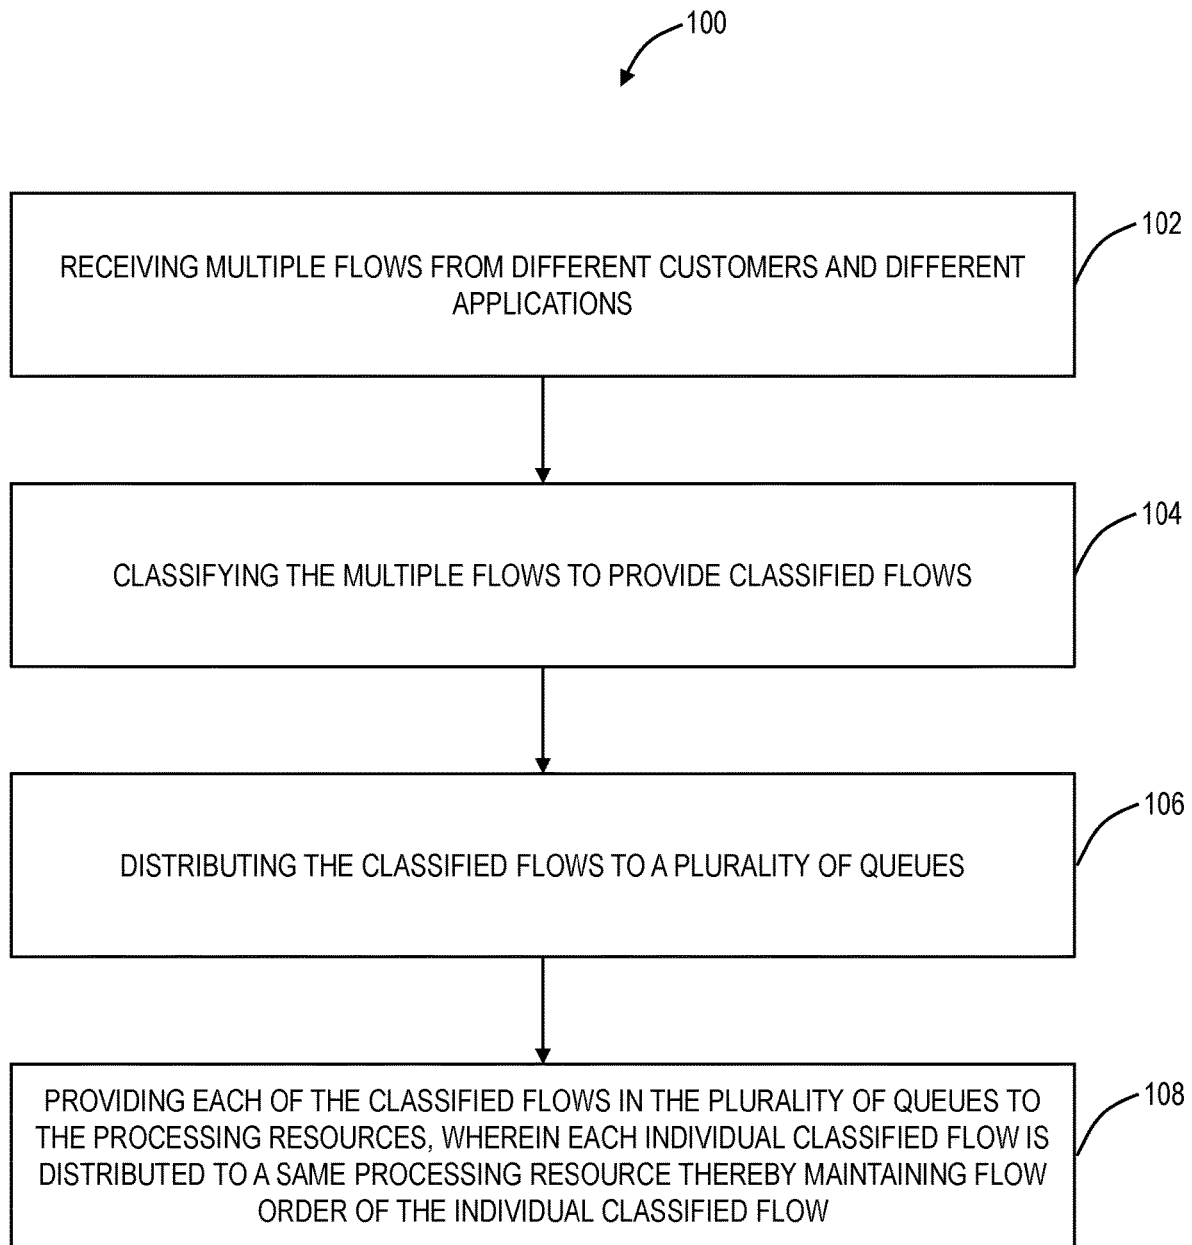 100
RECEIVING MULTIPLE FLOWS FROM DIFFERENT CUSTOMERS AND DIFFERENT
APPLICATIONS
102
CLASSIFYING THE MULTIPLE FLOWS TO PROVIDE CLASSIFIED FLOWS
104
DISTRIBUTING THE CLASSIFIED FLOWS TO A PLURALITY OF QUEUES
106
PROVIDING EACH OF THE CLASSIFIED FLOWS IN THE PLURALITY OF QUEUES TO
THE PROCESSING RESOURCES, WHEREIN EACH INDIVIDUAL CLASSIFIED FLOW IS
DISTRIBUTED TO A SAME PROCESSING RESOURCE THEREBY MAINTAINING FLOW
ORDER OF THE INDIVIDUAL CLASSIFIED FLOW
108